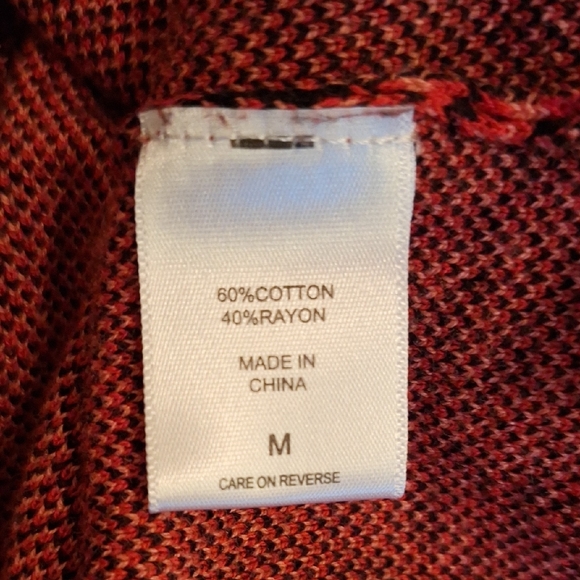 60%COTTON
40%RAYON
MADE IN
CHINA
M
CARE ON REVERSE